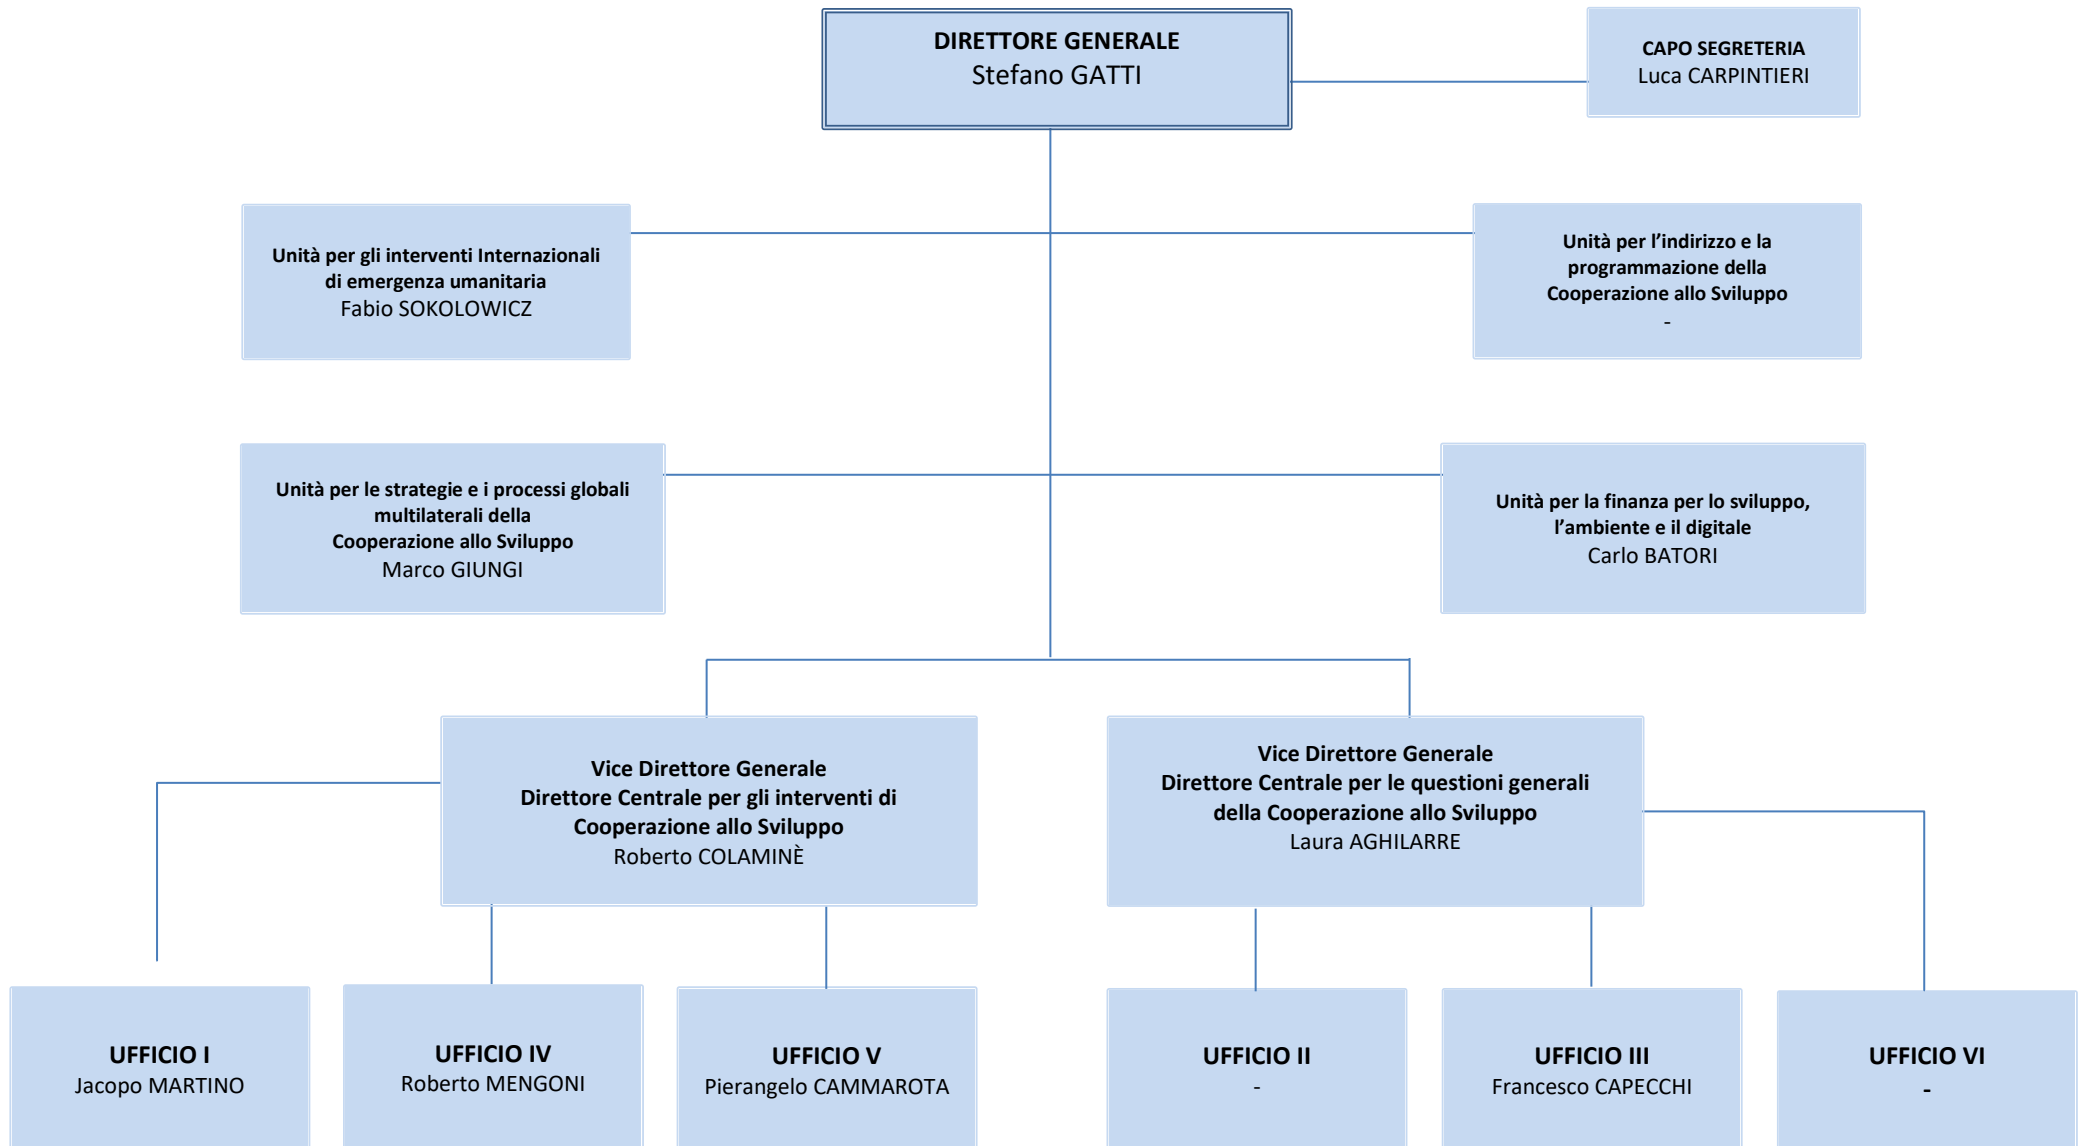 DIRETTORE GENERALE
Stefano GATTI
CAPO SEGRETERIA
Luca CARPINTIERI
Unità per gli interventi Internazionali
di emergenza umanitaria
Fabio SOKOLOWICZ
Unità per l’indirizzo e la
programmazione della
Cooperazione allo Sviluppo
-
Unità per le strategie e i processi globali
multilaterali della
Cooperazione allo Sviluppo
Marco GIUNGI
Unità per la finanza per lo sviluppo,
l’ambiente e il digitale
Carlo BATORI
Vice Direttore Generale
Direttore Centrale per gli interventi di
Cooperazione allo Sviluppo
Roberto COLAMINÈ
Vice Direttore Generale
Direttore Centrale per le questioni generali
della Cooperazione allo Sviluppo
Laura AGHILARRE
UFFICIO I
Jacopo MARTINO
UFFICIO IV
Roberto MENGONI
UFFICIO V
Pierangelo CAMMAROTA
UFFICIO II
-
UFFICIO III
Francesco CAPECCHI
UFFICIO VI
-